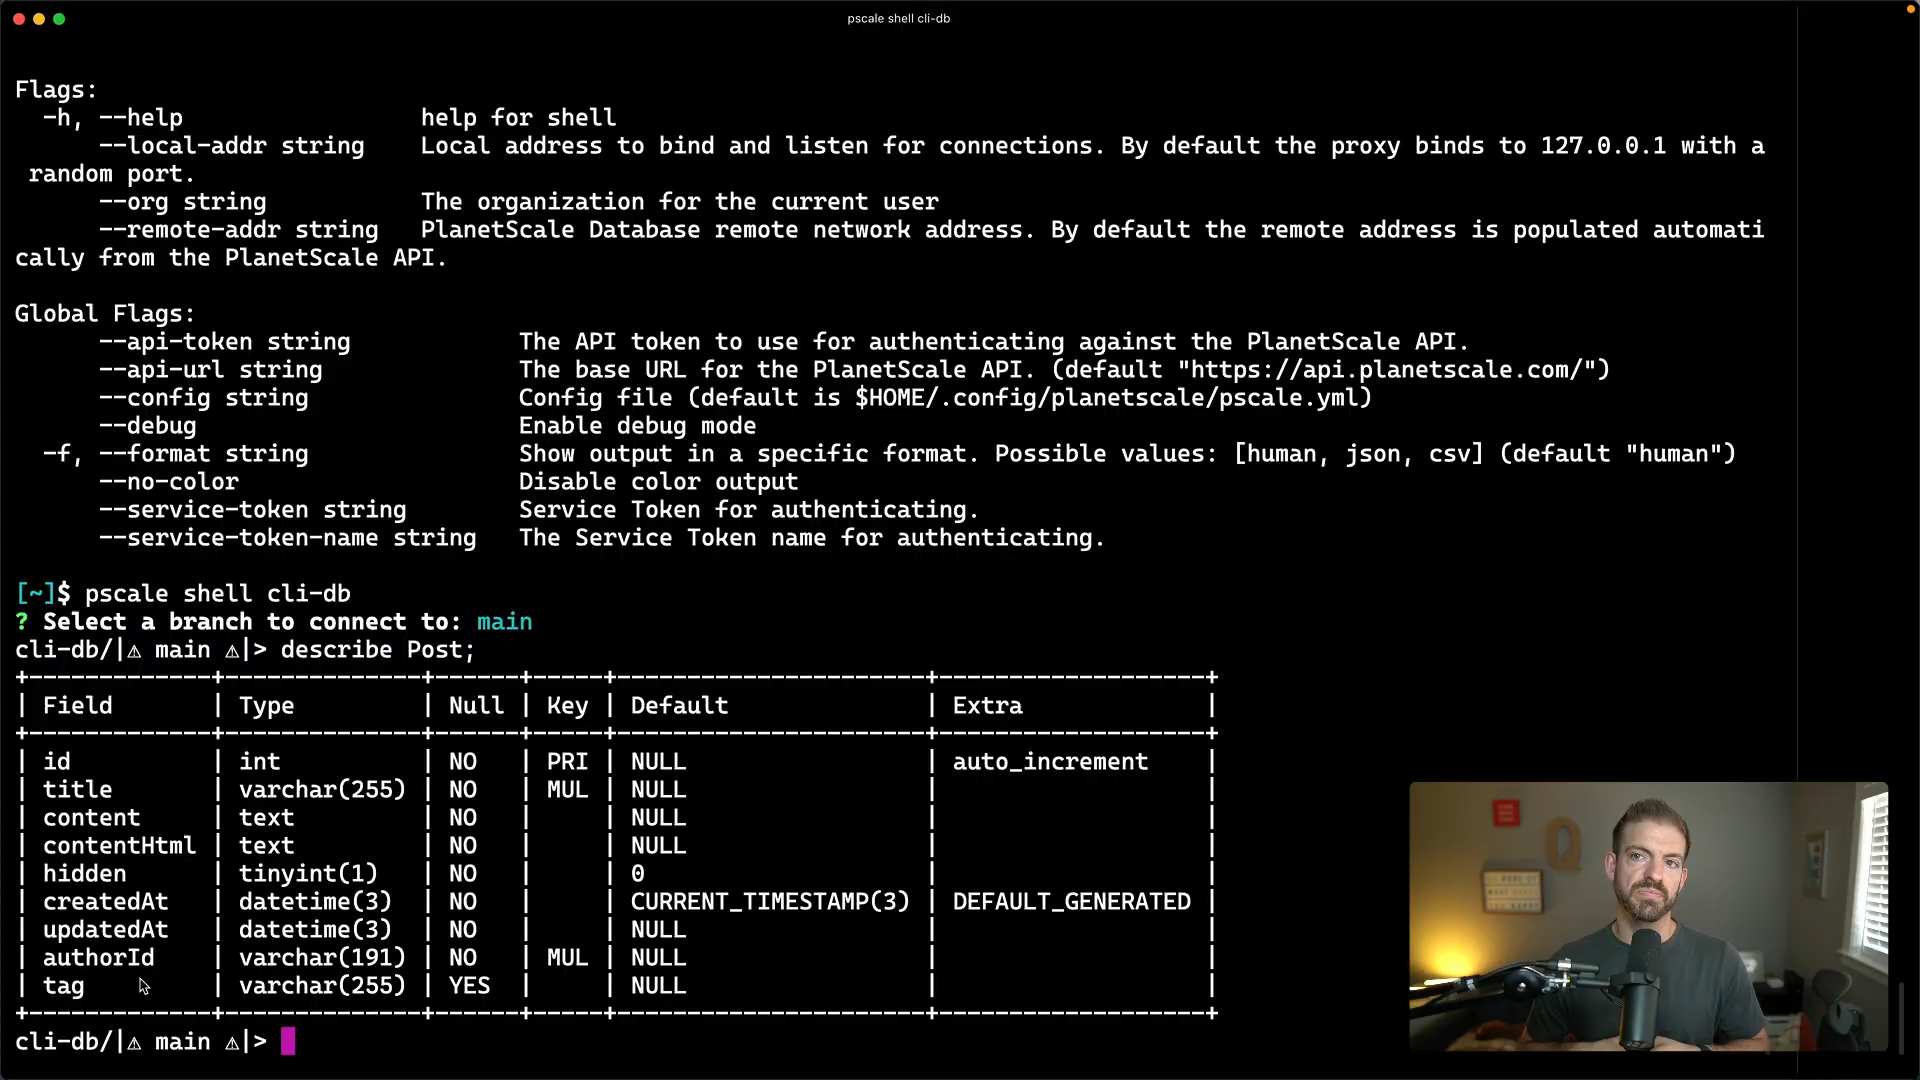 pscale shell cli-db
Flags:
  -h, --help                 help for shell
      --local-addr string    Local address to bind and listen for connections. By default the proxy binds to 127.0.0.1 with a
 random port.
      --org string           The organization for the current user
      --remote-addr string   PlanetScale Database remote network address. By default the remote address is populated automati
cally from the PlanetScale API.
Global Flags:
      --api-token string            The API token to use for authenticating against the PlanetScale API.
      --api-url string              The base URL for the PlanetScale API. (default "https://api.planetscale.com/")
      --config string               Config file (default is $HOME/.config/planetscale/pscale.yml)
      --debug                       Enable debug mode
  -f, --format string               Show output in a specific format. Possible values: [human, json, csv] (default "human")
      --no-color                    Disable color output
      --service-token string        Service Token for authenticating.
      --service-token-name string   The Service Token name for authenticating.
[~]$ pscale shell cli-db
? Select a branch to connect to: main
cli-db/|⚠ main ⚠|> describe Post;
+-------------+--------------+------+-----+----------------------+-------------------+
| Field       | Type         | Null | Key | Default              | Extra             |
+-------------+--------------+------+-----+----------------------+-------------------+
| id          | int          | NO   | PRI | NULL                 | auto_increment    |
| title       | varchar(255) | NO   | MUL | NULL                 |                   |
| content     | text         | NO   |     | NULL                 |                   |
| contentHtml | text         | NO   |     | NULL                 |                   |
| hidden      | tinyint(1)   | NO   |     | 0                    |                   |
| createdAt   | datetime(3)  | NO   |     | CURRENT_TIMESTAMP(3) | DEFAULT_GENERATED |
| updatedAt   | datetime(3)  | NO   |     | NULL                 |                   |
| authorId    | varchar(191) | NO   | MUL | NULL                 |                   |
| tag         | varchar(255) | YES  |     | NULL                 |                   |
+-------------+--------------+------+-----+----------------------+-------------------+
cli-db/|⚠ main ⚠|>